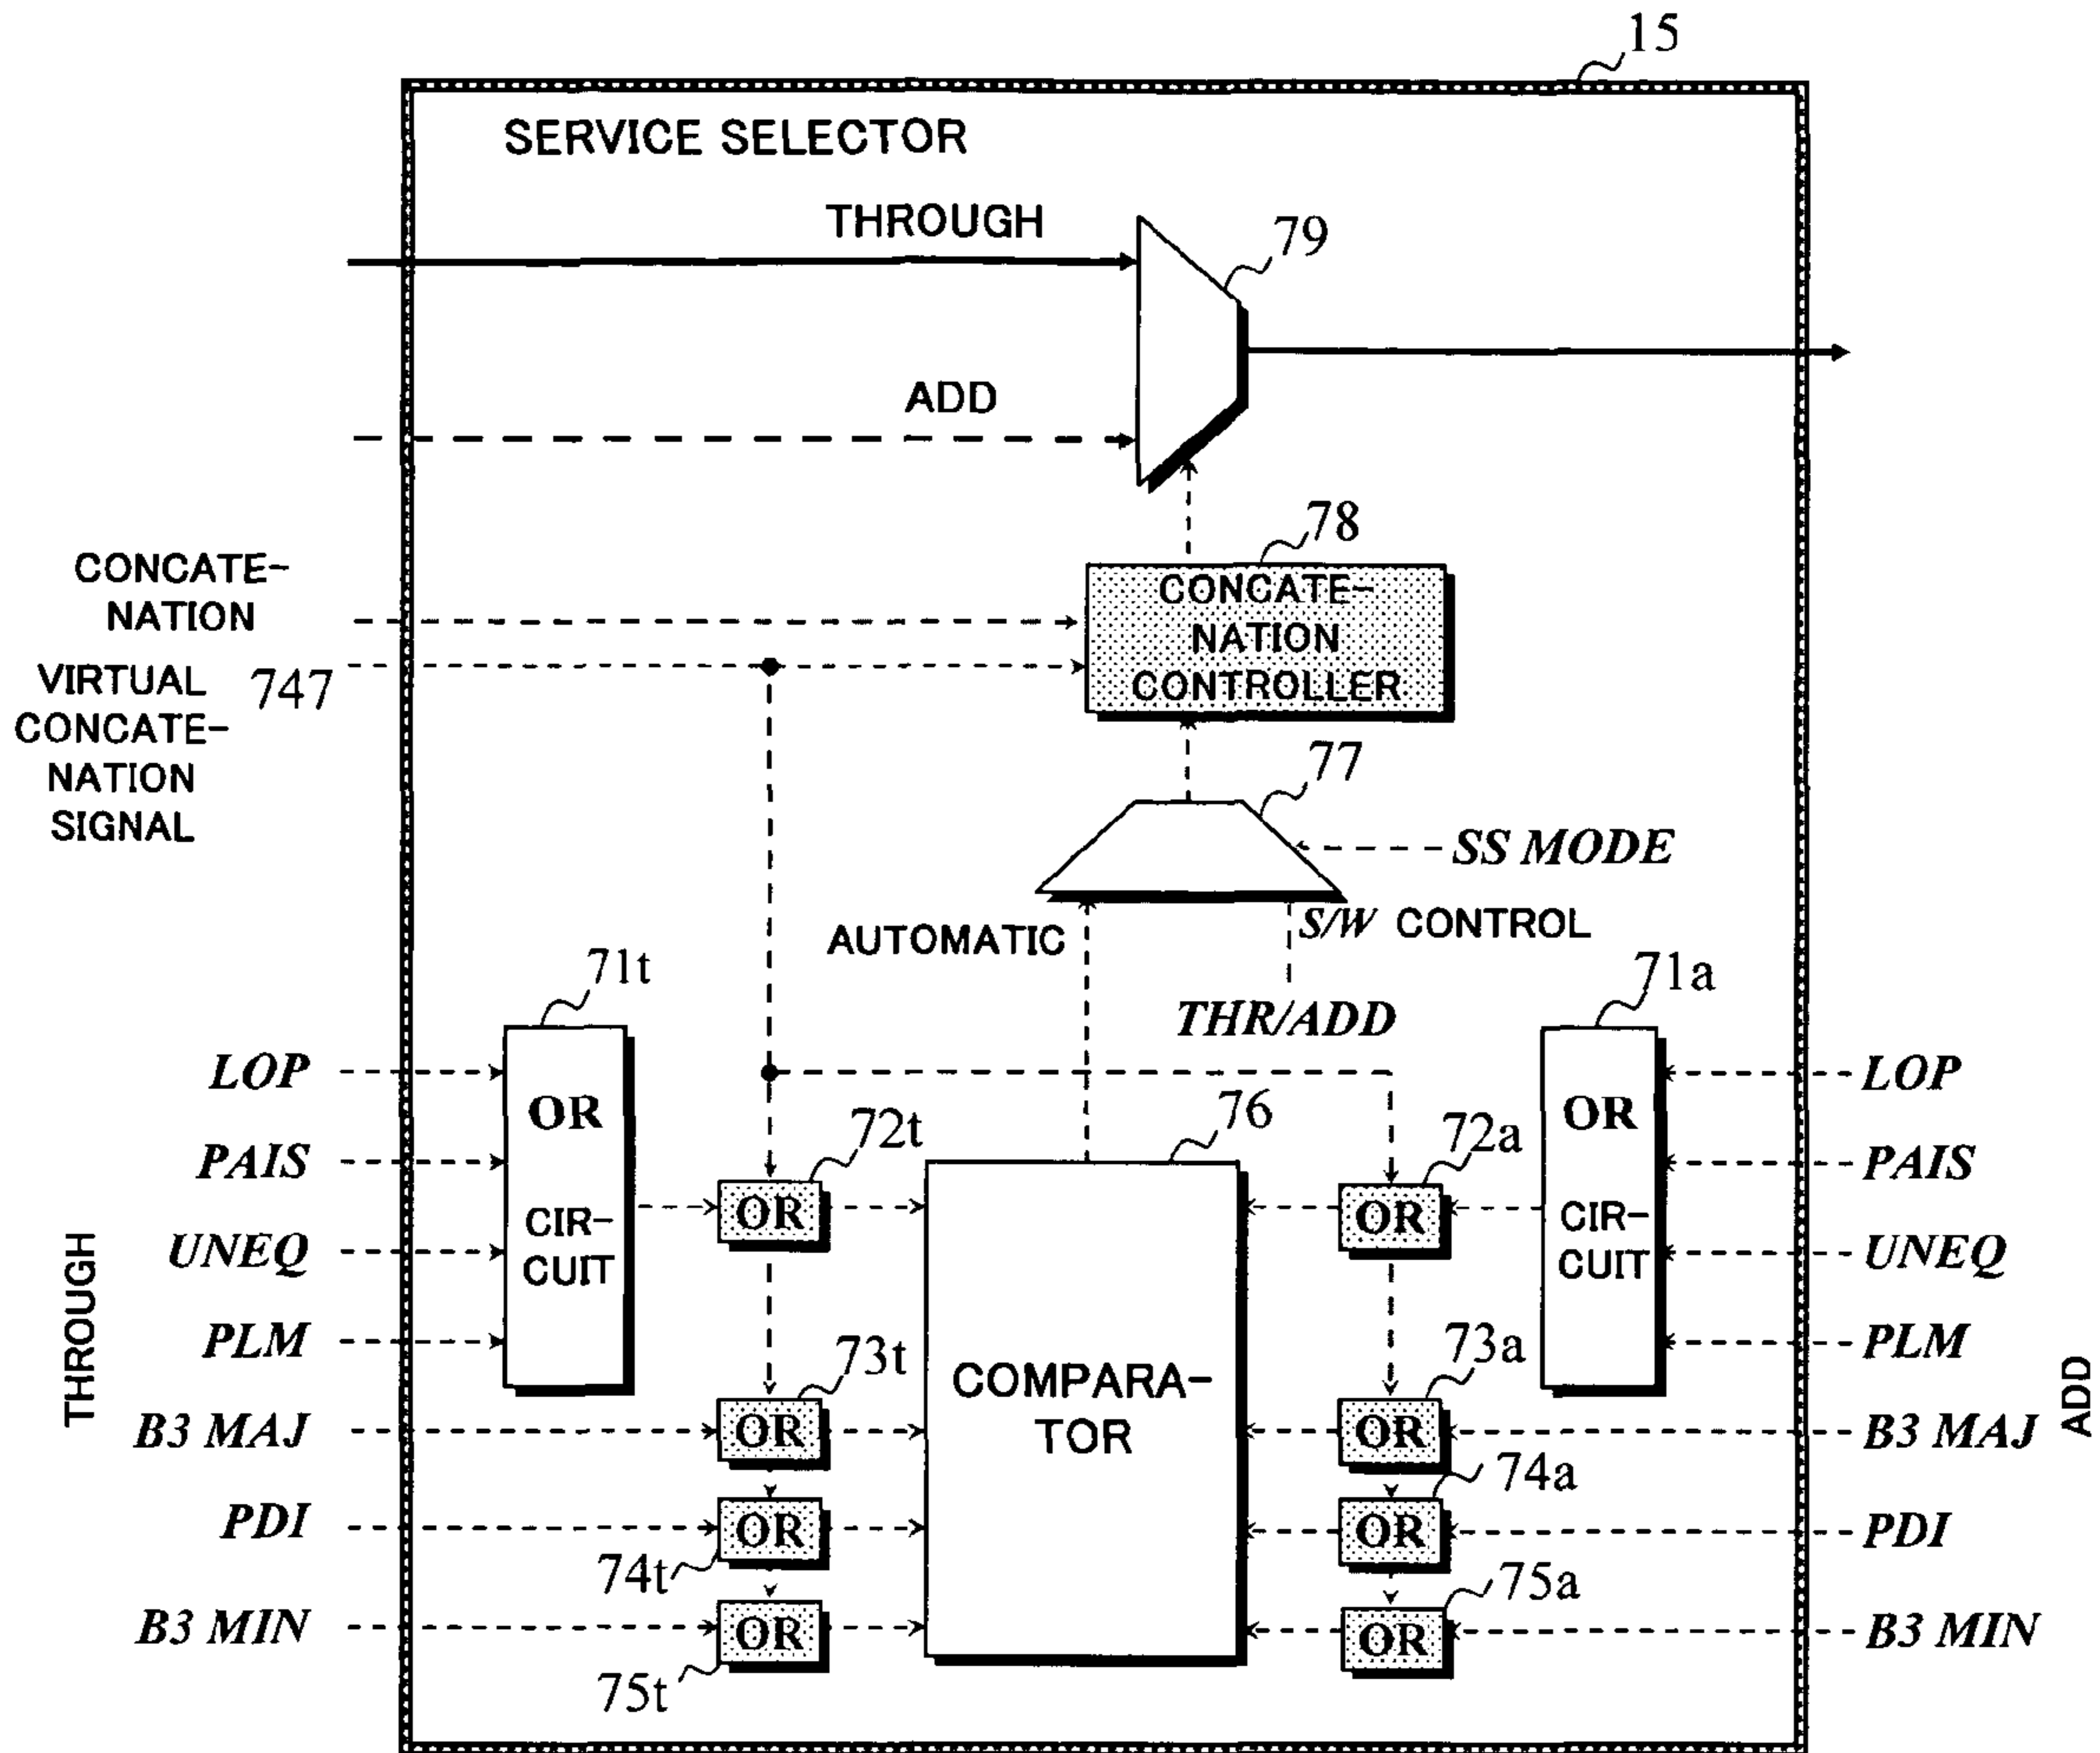 15
SERVICE SELECTOR
THROUGH
79
ADD
78
CONCATE-
NATION
CONCATE-
NATION
CONTROLLER
VIRTUAL
CONCATE-
NATION
SIGNAL
747
77
SS MODE
AUTOMATIC
S/W CONTROL
THR/ADD
71t
71a
OR
CIR-
CUIT
OR
CIR-
CUIT
THROUGH
LOP
PAIS
UNEQ
PLM
B3 MAJ
PDI
B3 MIN
72t
OR
73t
OR
74t
OR
75t
OR
76
COMPARA-
TOR
72a
OR
73a
OR
74a
OR
75a
OR
LOP
PAIS
UNEQ
PLM
B3 MAJ
PDI
B3 MIN
ADD